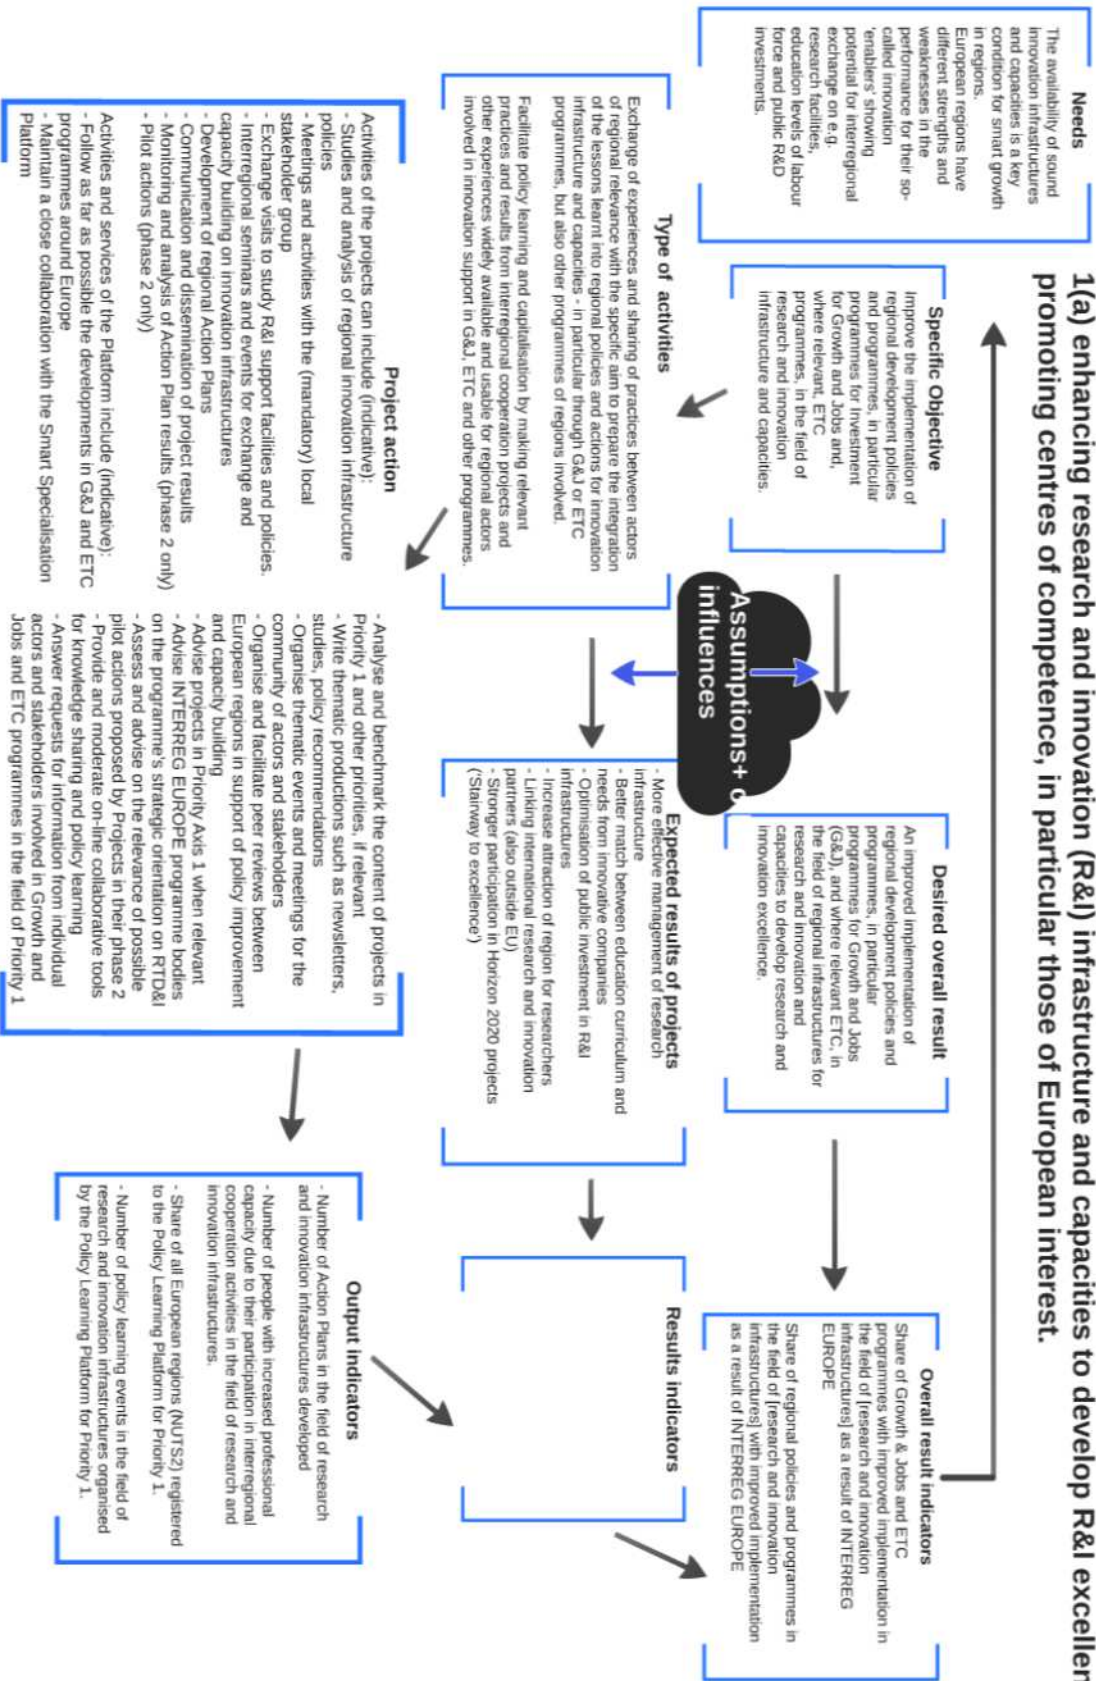 1(a) enhancing research and innovation (R&I) infrastructure and capacities to develop R&I excellen
promoting centres of competence, in particular those of European interest.
Needs
The availability of sound
innovation infrastructures
and capacities is a key
condition for smart growth
in regions.
European regions have
different strengths and
weaknesses in the
performance for their so-
called innovation
'enablers' showing
potential for interregional
exchange on e.g.
research facilities,
education levels of labour
force and public R&D
investments.
Specific Objective
Improve the implementation of
regional development policies
and programmes, in particular
programmes for Investment
for Growth and Jobs and,
where relevant, ETC
programmes, in the field of
research and innovation
infrastructure and capacities.
Assumptions+ o
influences
Desired overall result
An improved implementation of
regional development policies and
programmes, in particular
programmes for Growth and Jobs
(G&J), and where relevant ETC, in
the field of regional infrastructures for
research and innovation and
capacities to develop research and
innovation excellence.
Overall result indicators
Share of Growth & Jobs and ETC
programmes with improved implementation in
the field of [research and innovation
infrastructures] as a result of INTERREG
EUROPE
Share of regional policies and programmes in
the field of [research and innovation
infrastructures] with improved implementation
as a result of INTERREG EUROPE
Type of activities
Exchange of experiences and sharing of practices between actors
of regional relevance with the specific aim to prepare the integration
of the lessons learnt into regional policies and actions for innovation
infrastructure and capacities - in particular through G&J or ETC
programmes, but also other programmes of regions involved.
Facilitate policy learning and capitalisation by making relevant
practices and results from interregional cooperation projects and
other experiences widely available and usable for regional actors
involved in innovation support in G&J, ETC and other programmes.
Expected results of projects
- More effective management of research
infrastructure
- Better match between education curriculum and
needs from innovative companies
- Optimisation of public investment in R&I
infrastructures
- Increase attraction of region for researchers
- Linking international research and innovation
partners (also outside EU)
- Stronger participation in Horizon 2020 projects
('Stairway to excellence')
Results indicators
Project action
Activities of the projects can include (indicative):
- Studies and analysis of regional innovation infrastructure
policies
- Meetings and activities with the (mandatory) local
stakeholder group
- Exchange visits to study R&I support facilities and policies.
- Interregional seminars and events for exchange and
capacity building on innovation infrastructures
- Development of regional Action Plans
- Communication and dissemination of project results
- Monitoring and analysis of Action Plan results (phase 2 only)
- Pilot actions (phase 2 only)
Activities and services of the Platform include (indicative):
- Follow as far as possible the developments in G&J and ETC
programmes around Europe
- Maintain a close collaboration with the Smart Specialisation
Platform
- Analyse and benchmark the content of projects in
Priority 1 and other priorities, if relevant
- Write thematic productions such as newsletters,
studies, policy recommendations
- Organise thematic events and meetings for the
community of actors and stakeholders
- Organise and facilitate peer reviews between
European regions in support of policy improvement
and capacity building
- Advise projects in Priority Axis 1 when relevant
- Advise INTERREG EUROPE programme bodies
on the programme's strategic orientation on RTD&I
- Assess and advise on the relevance of possible
pilot actions proposed by Projects in their phase 2
- Provide and moderate on-line collaborative tools
for knowledge sharing and policy learning
- Answer requests for information from individual
actors and stakeholders involved in Growth and
Jobs and ETC programmes in the field of Priority 1
Output indicators
- Number of Action Plans in the field of research
and innovation infrastructures developed
- Number of people with increased professional
capacity due to their participation in interregional
cooperation activities in the field of research and
innovation infrastructures.
- Share of all European regions (NUTS2) registered
to the Policy Learning Platform for Priority 1.
- Number of policy learning events in the field of
research and innovation infrastructures organised
by the Policy Learning Platform for Priority 1.